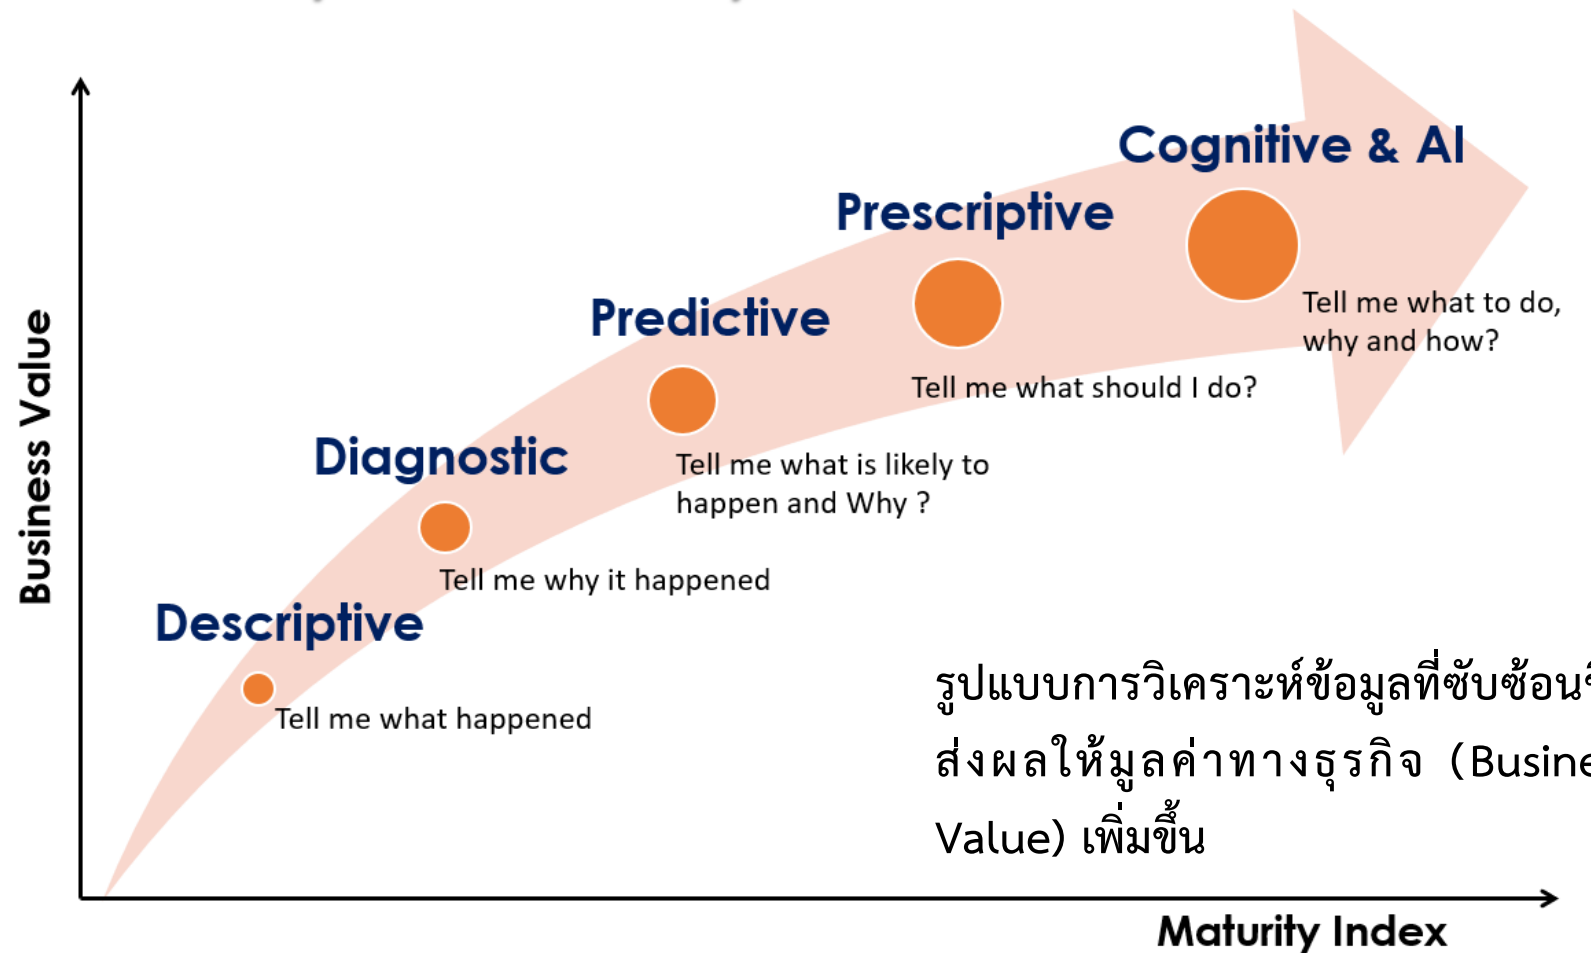 Cognitive & AI
Prescriptive
Tell me what to do,
why and how?
Predictive
Tell me what should I do?
Diagnostic
Tell me what is likely to
happen and Why ?
Business Value
Tell me why it happened
Descriptive
Tell me what happened
รูปแบบการวิเคราะห์ข้อมูลที่ซับซ้อน
ส่งผลให้มูลค่าทางธุรกิจ
Value) เพิ่มขึ้น
Maturity Index